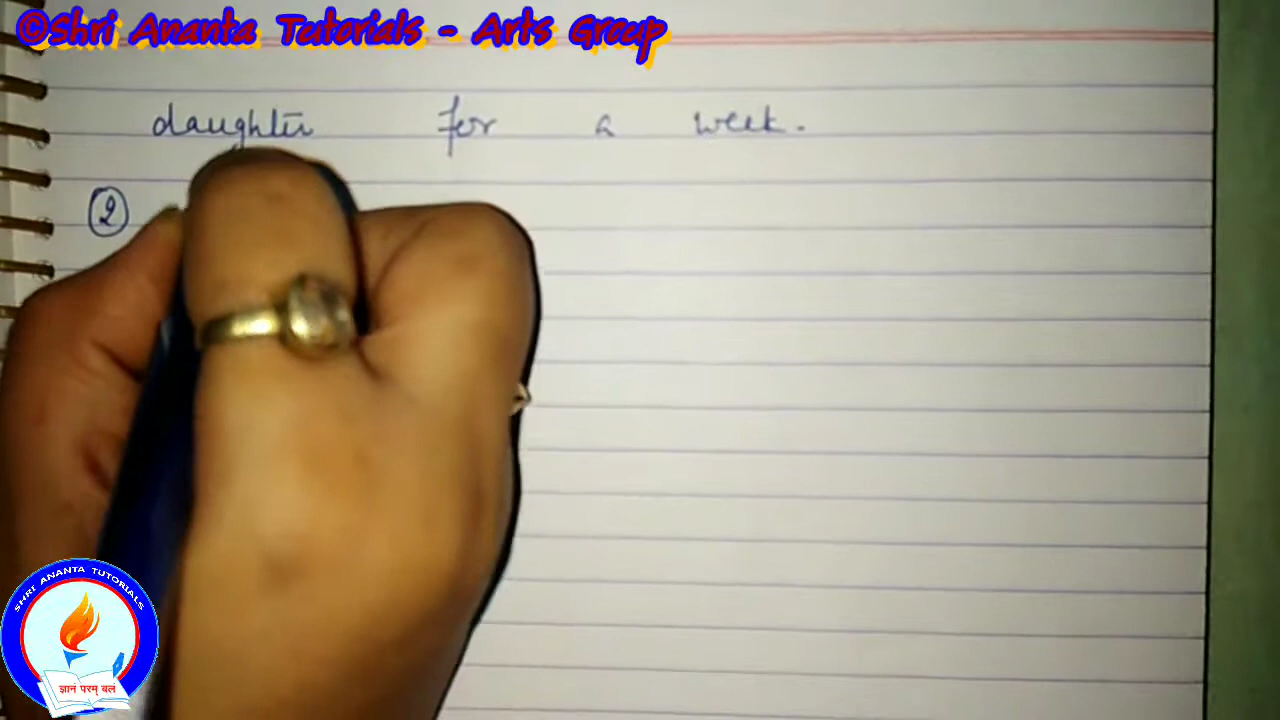 ©Shri Ananta Tutorials - Arts Group
daughter for a week.
2
SHRI ANANTA TUTORIALS
ज्ञानं परम् बलं